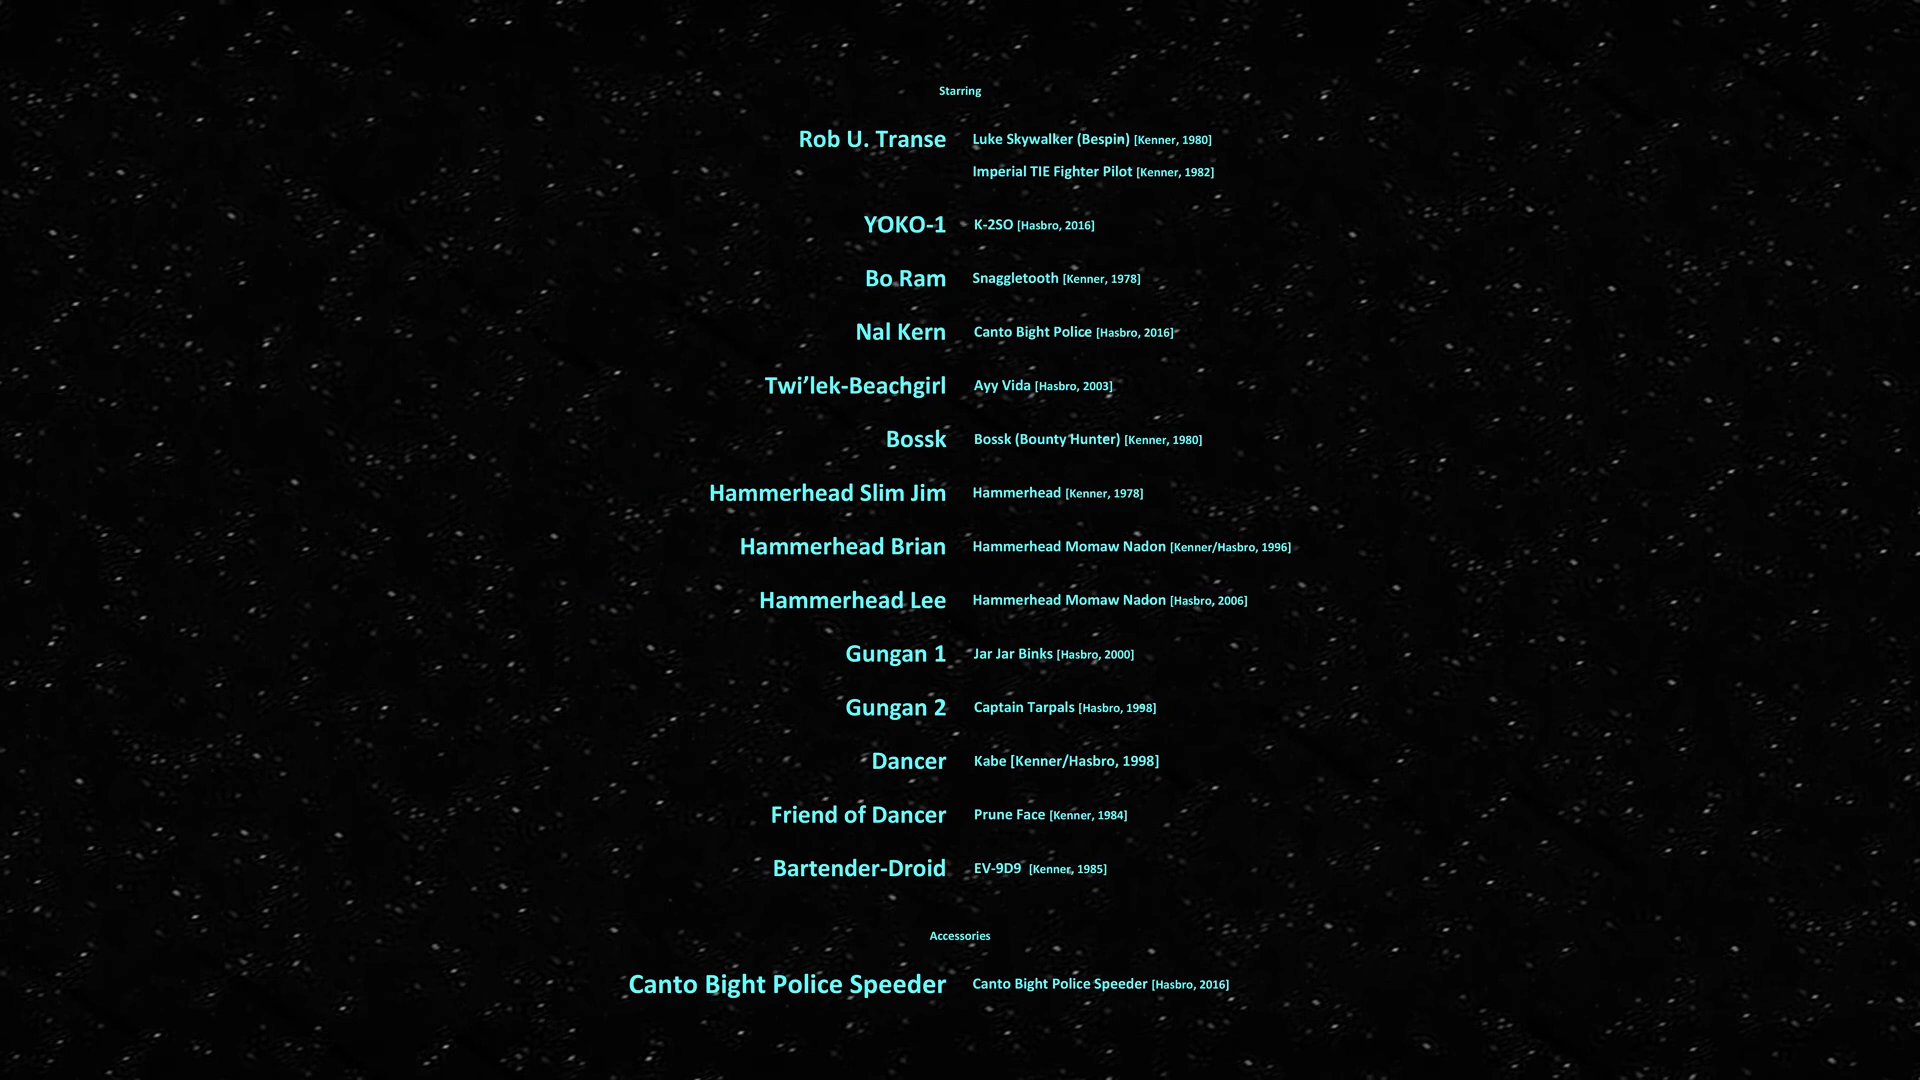 Starring
Rob U. Transe Luke Skywalker (Bespin) [Kenner, 1980]
Imperial TIE Fighter Pilot [Kenner, 1982]
YOKO-1 K-2SO [Hasbro, 2016]
Bo Ram Snaggletooth [Kenner, 1978]
Nal Kern Canto Bight Police [Hasbro, 2016]
Twi’lek-Beachgirl Ayy Vida [Hasbro, 2003]
Bossk Bossk (Bounty Hunter) [Kenner, 1980]
Hammerhead Slim Jim Hammerhead [Kenner, 1978]
Hammerhead Brian Hammerhead Momaw Nadon [Kenner/Hasbro, 1996]
Hammerhead Lee Hammerhead Momaw Nadon [Hasbro, 2006]
Gungan 1 Jar Jar Binks [Hasbro, 2000]
Gungan 2 Captain Tarpals [Hasbro, 1998]
Dancer Kabe [Kenner/Hasbro, 1998]
Friend of Dancer Prune Face [Kenner, 1984]
Bartender-Droid EV-9D9 [Kenner, 1985]
Accessories
Canto Bight Police Speeder Canto Bight Police Speeder [Hasbro, 2016]